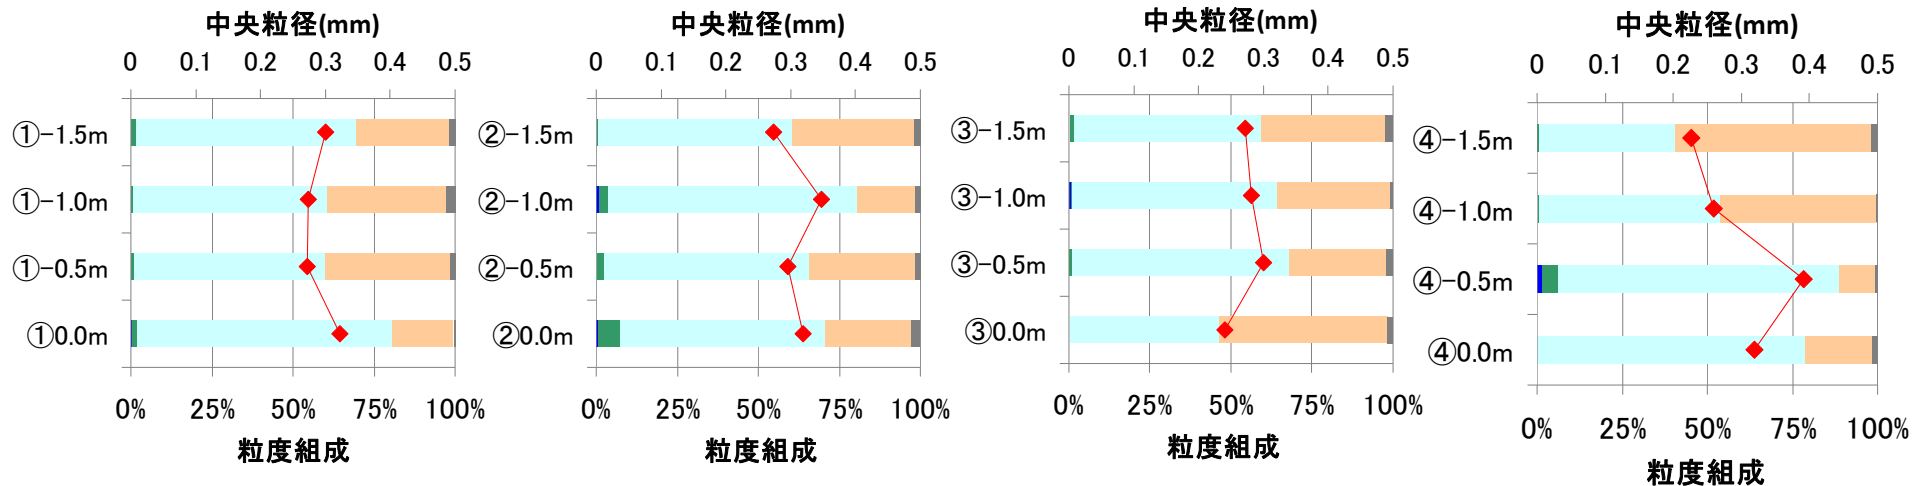 中央粒径(mm)
0 0.1 0.2 0.3 0.4 0.5
①-1.5m
①-1.0m
①-0.5m
①0.0m
0% 25% 50% 75% 100%
粒度組成
中央粒径(mm)
0 0.1 0.2 0.3 0.4 0.5
②-1.5m
②-1.0m
②-0.5m
②0.0m
0% 25% 50% 75% 100%
粒度組成
中央粒径(mm)
0 0.1 0.2 0.3 0.4 0.5
③-1.5m
③-1.0m
③-0.5m
③0.0m
0% 25% 50% 75% 100%
粒度組成
中央粒径(mm)
0 0.1 0.2 0.3 0.4 0.5
④-1.5m
④-1.0m
④-0.5m
④0.0m
0% 25% 50% 75% 100%
粒度組成